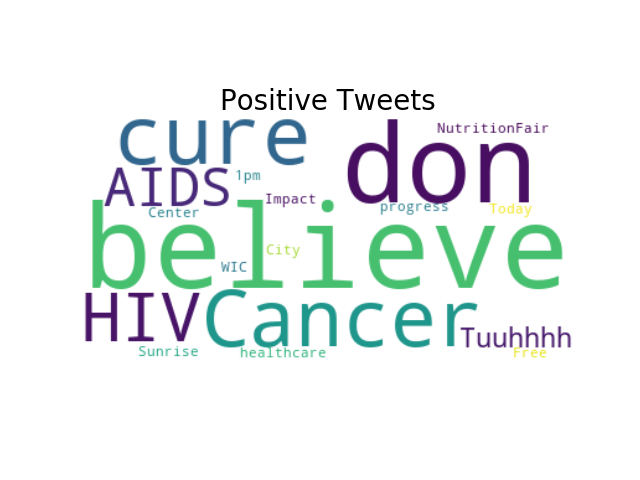 Positive Tweets
cure don NutritionFair
AIDS 1pm Impact
Center progress Today
believe
City
WIC
HIV Cancer Tuuhhhh
Sunrise healthcare Free